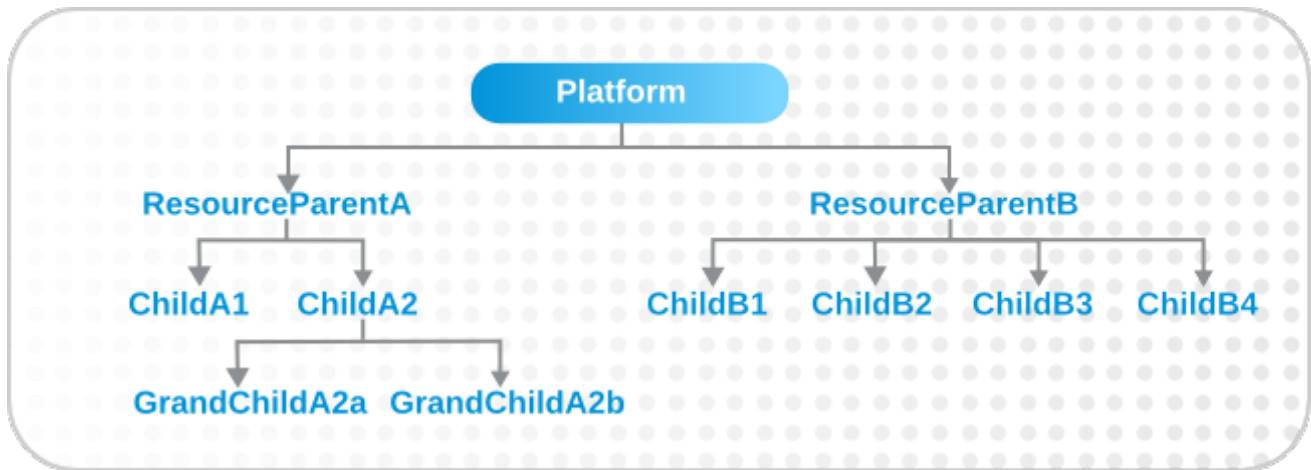 Platform
ResourceParentA ResourceParentB
ChildA1 ChildA2 ChildB1 ChildB2 ChildB3 ChildB4
GrandChildA2a GrandChildA2b